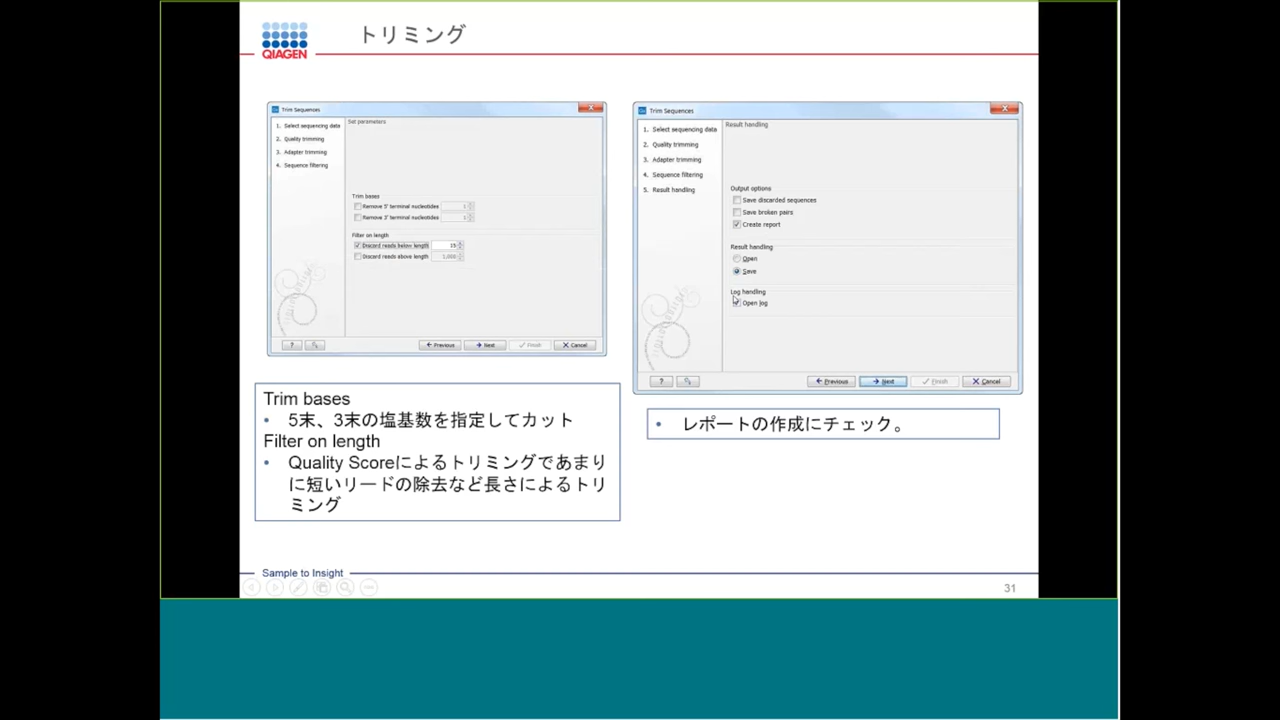 QIAGEN
トリミング
Trim Sequences
1. Select sequencing data
2. Quality trimming
3. Adapter trimming
4. Sequence filtering
Set parameters
Trim bases
Remove 5' terminal nucleotides 1
Remove 3' terminal nucleotides 1
Filter on length
Discard reads below length 15
Discard reads above length 1,000
? Previous Next Finish Cancel
Trim Sequences
1. Select sequencing data
2. Quality trimming
3. Adapter trimming
4. Sequence filtering
5. Result handling
Result handling
Output options
Save discarded sequences
Save broken pairs
Create report
Result handling
Open
Save
Log handling
Open log
? Previous Next Finish Cancel
Trim bases
• 5末、3末の塩基数を指定してカット
Filter on length
• Quality Scoreによるトリミングであまり
に短いリードの除去など長さによるトリ
ミング
• レポートの作成にチェック。
Sample to Insight
31